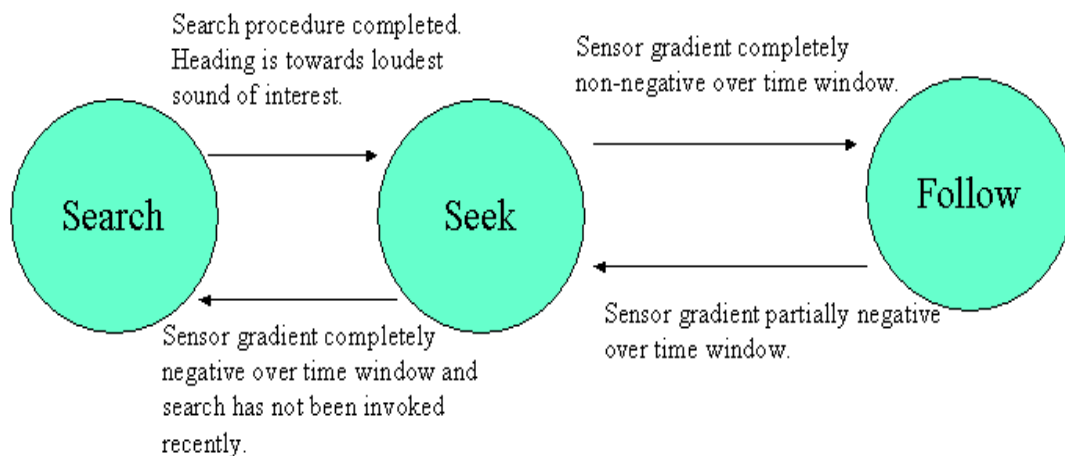 Search procedure completed.
Heading is towards loudest
sound of interest.
Sensor gradient completely
non-negative over time window.
Search
Seek
Follow
Sensor gradient completely
negative over time window and
search has not been invoked
recently.
Sensor gradient partially negative
over time window.